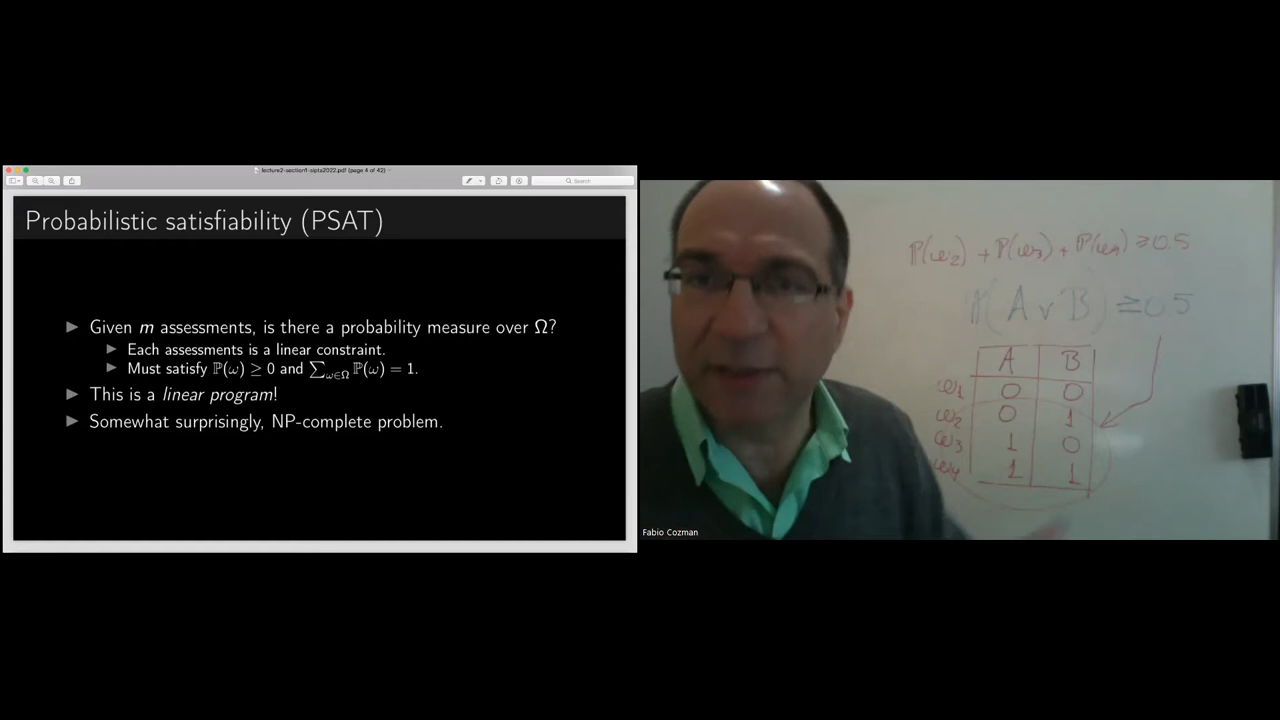 lecture2-section1-sipta2022.pdf (page 4 of 42)
Search
Probabilistic satisfiability (PSAT)
▶ Given m assessments, is there a probability measure over Ω?
▶ Each assessments is a linear constraint.
▶ Must satisfy ℙ(ω) ≥ 0 and ∑_{ω∈Ω} ℙ(ω) = 1.
▶ This is a linear program!
▶ Somewhat surprisingly, NP-complete problem.
ℙ(ω₂) + ℙ(ω₃) + ℙ(ω₄) ≥ 0.5
ℙ(A ∨ B) ≥ 0.5
A B
ω₁ 0 0
ω₂ 0 1
ω₃ 1 0
ω₄ 1 1
Fabio Cozman